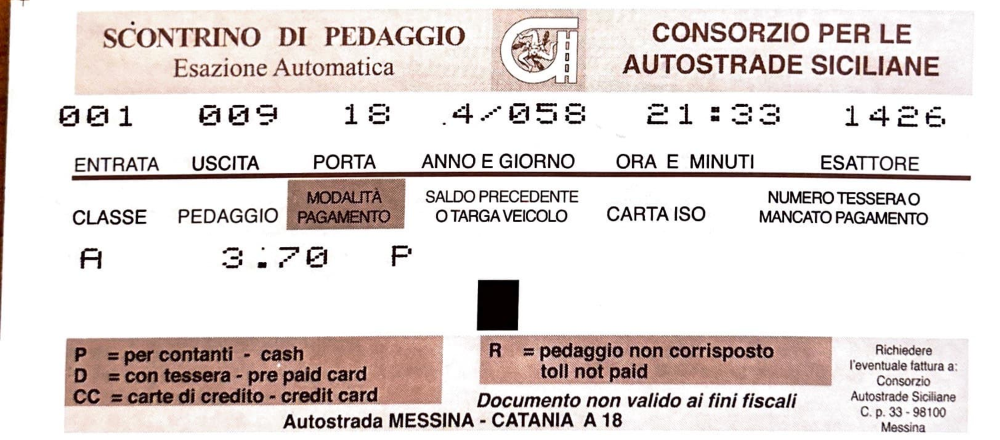 SCONTRINO DI PEDAGGIO
Esazione Automatica
CONSORZIO PER LE
AUTOSTRADE SICILIANE
001 009 18 .4/058 21:33 1426
ENTRATA USCITA PORTA ANNO E GIORNO ORA E MINUTI ESATTORE
CLASSE PEDAGGIO MODALITÀ PAGAMENTO SALDO PRECEDENTE O TARGA VEICOLO CARTA ISO NUMERO TESSERA O MANCATO PAGAMENTO
A 3.70 P
P = per contanti - cash
D = con tessera - pre paid card
CC = carte di credito - credit card
R = pedaggio non corrisposto
toll not paid
Documento non valido ai fini fiscali
Autostrada MESSINA - CATANIA A 18
Richiedere
l'eventuale fattura a:
Consorzio
Autostrade Siciliane
C. p. 33 - 98100
Messina